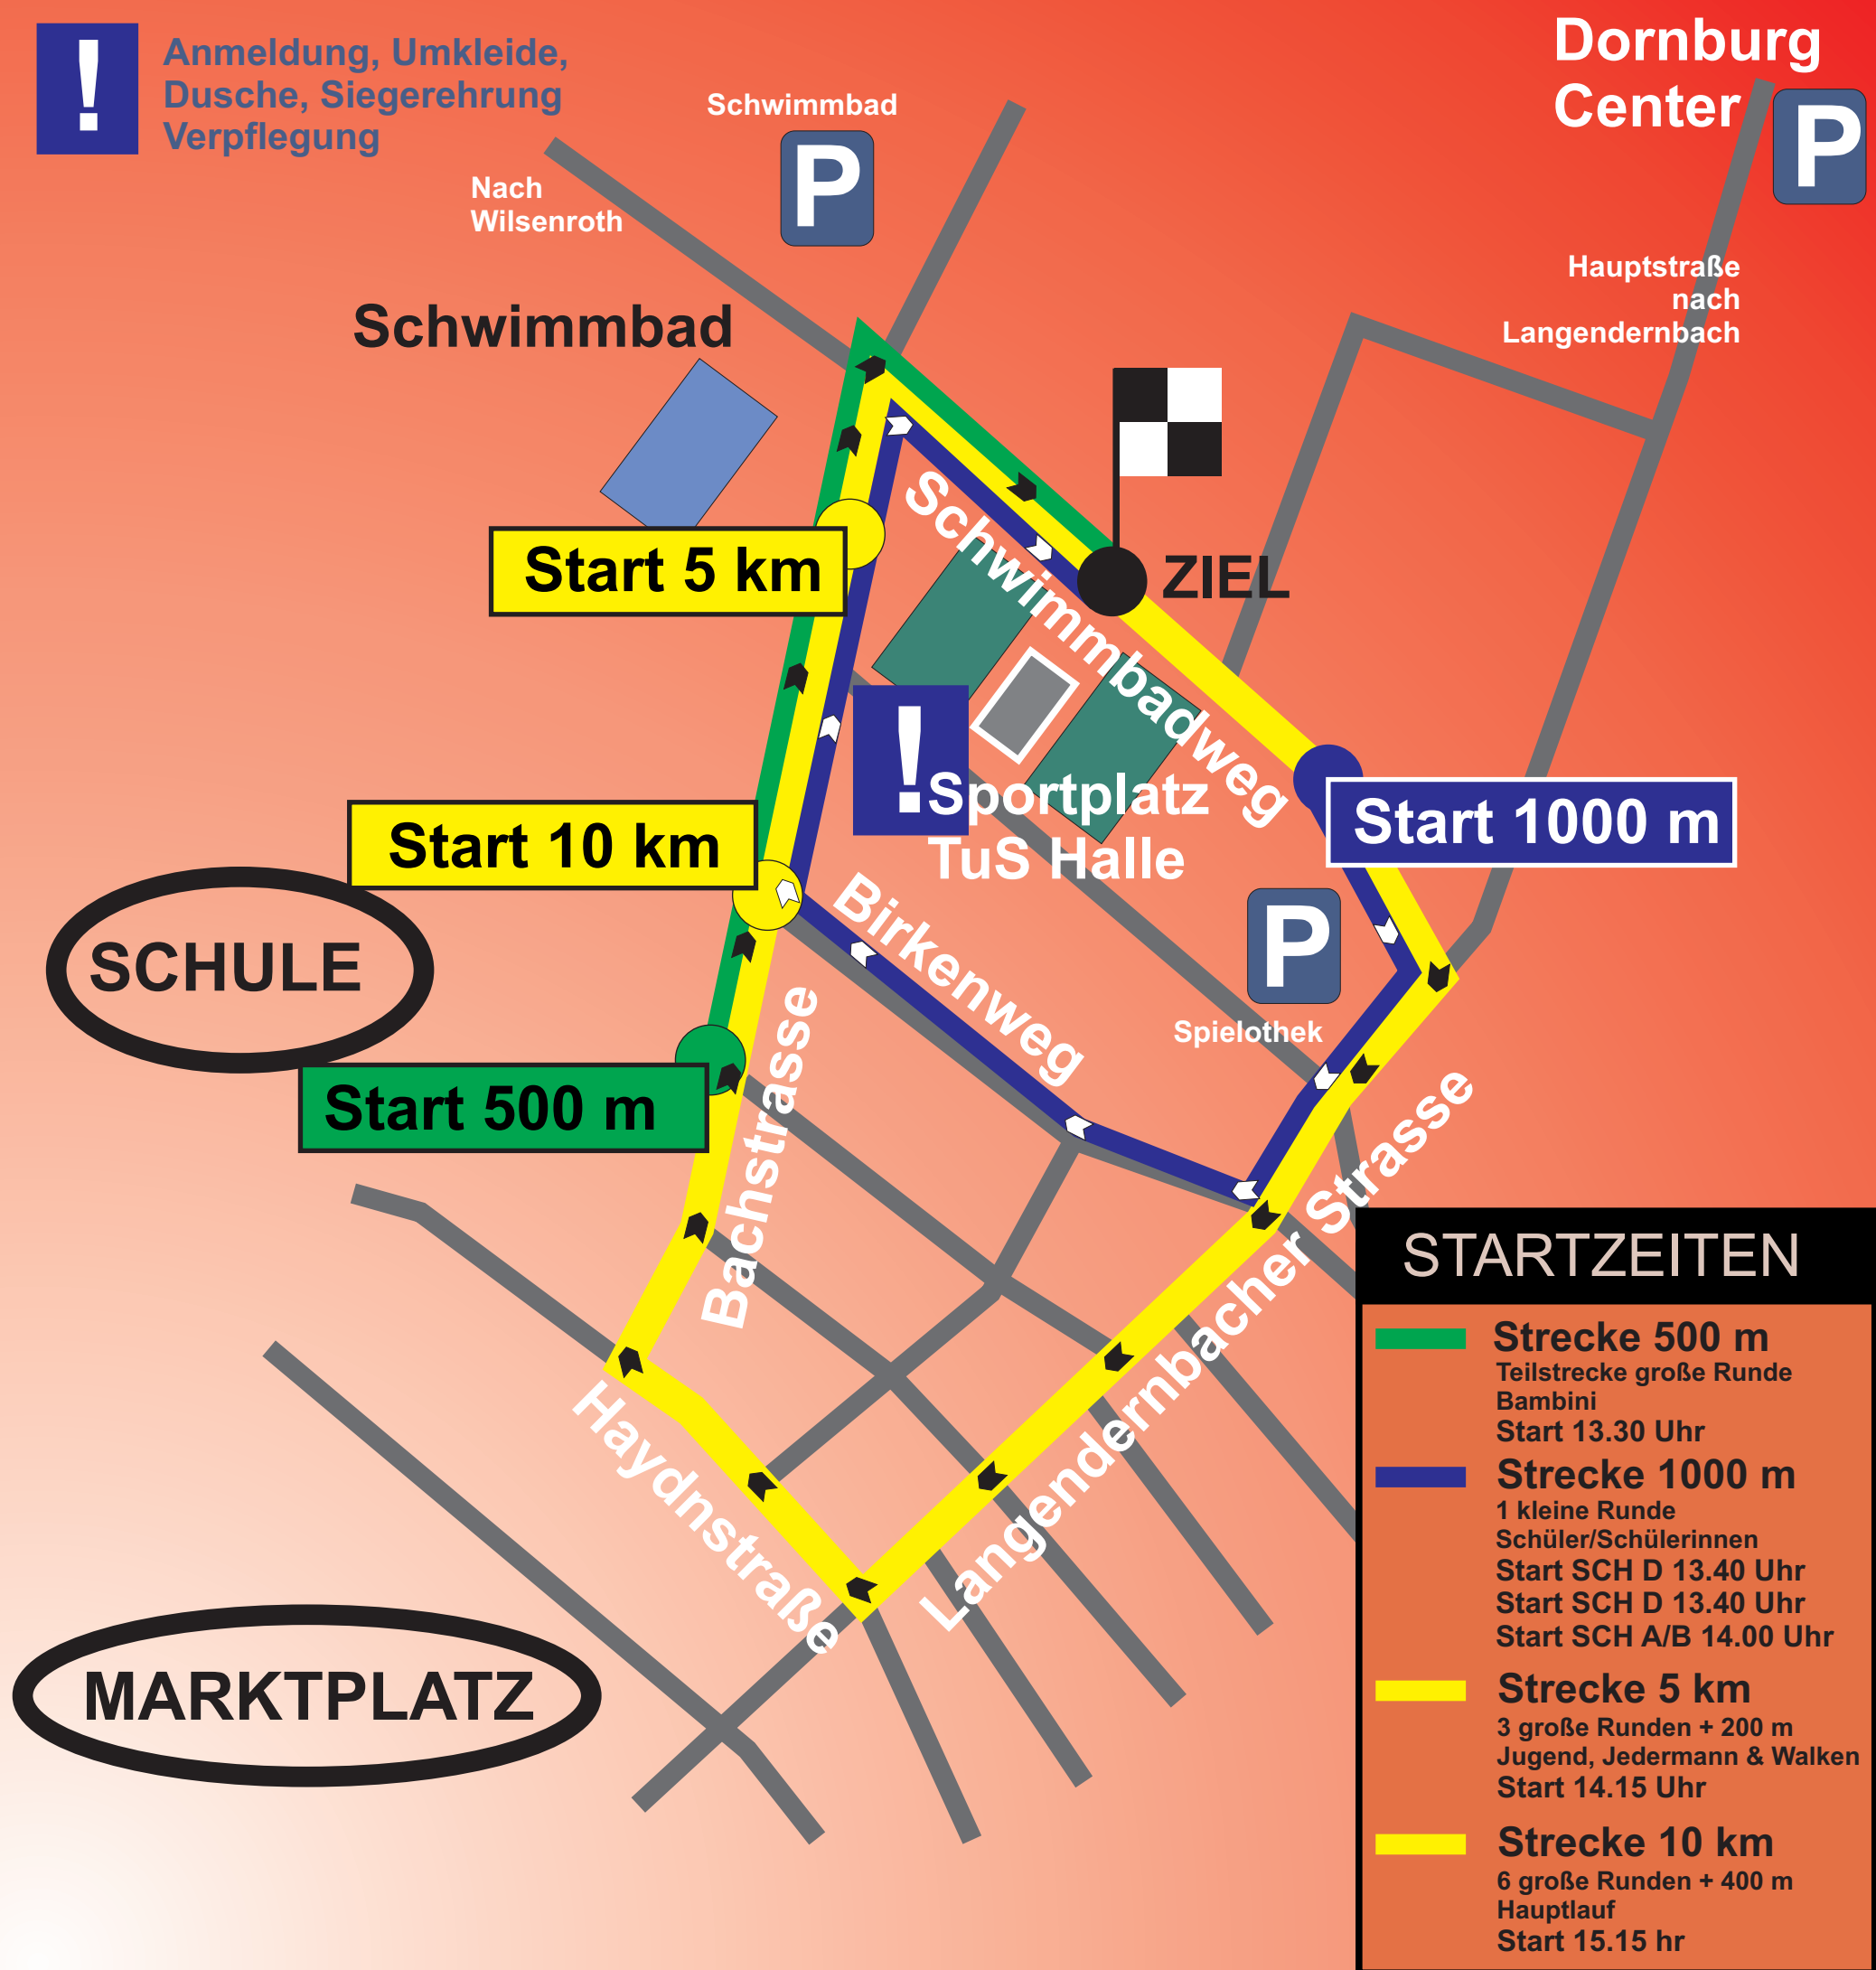 !
Anmeldung, Umkleide,
Dusche, Siegerehrung
Verpflegung
Schwimmbad
P
Nach
Wilsenroth
Dornburg
Center
P
Hauptstraße
nach
Langendernbach
Schwimmbad
Start 5 km
Schwimmbadweg
ZIEL
!
Sportplatz
TuS Halle
Start 1000 m
Start 10 km
SCHULE
Birkenweg
P
Spielothek
Start 500 m
Bachstrasse
Langendernbacher Strasse
Haydnstraße
MARKTPLATZ
STARTZEITEN
Strecke 500 m
Teilstrecke große Runde
Bambini
Start 13.30 Uhr
Strecke 1000 m
1 kleine Runde
Schüler/Schülerinnen
Start SCH D 13.40 Uhr
Start SCH D 13.40 Uhr
Start SCH A/B 14.00 Uhr
Strecke 5 km
3 große Runden + 200 m
Jugend, Jedermann & Walken
Start 14.15 Uhr
Strecke 10 km
6 große Runden + 400 m
Hauptlauf
Start 15.15 hr